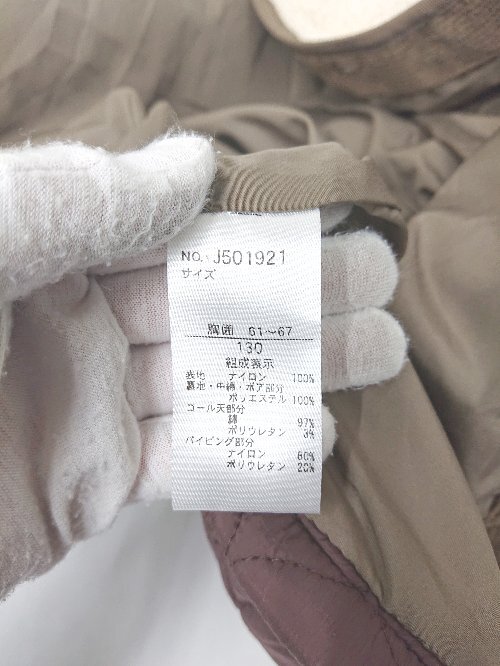 NO. J501921
サイズ
胸囲 61～67
130
組成表示
表地 ナイロン 100%
裏地・中綿・ボア部分
ポリエステル 100%
コール天部分
綿 97%
ポリウレタン 3%
パイピング部分
ナイロン 80%
ポリウレタン 20%